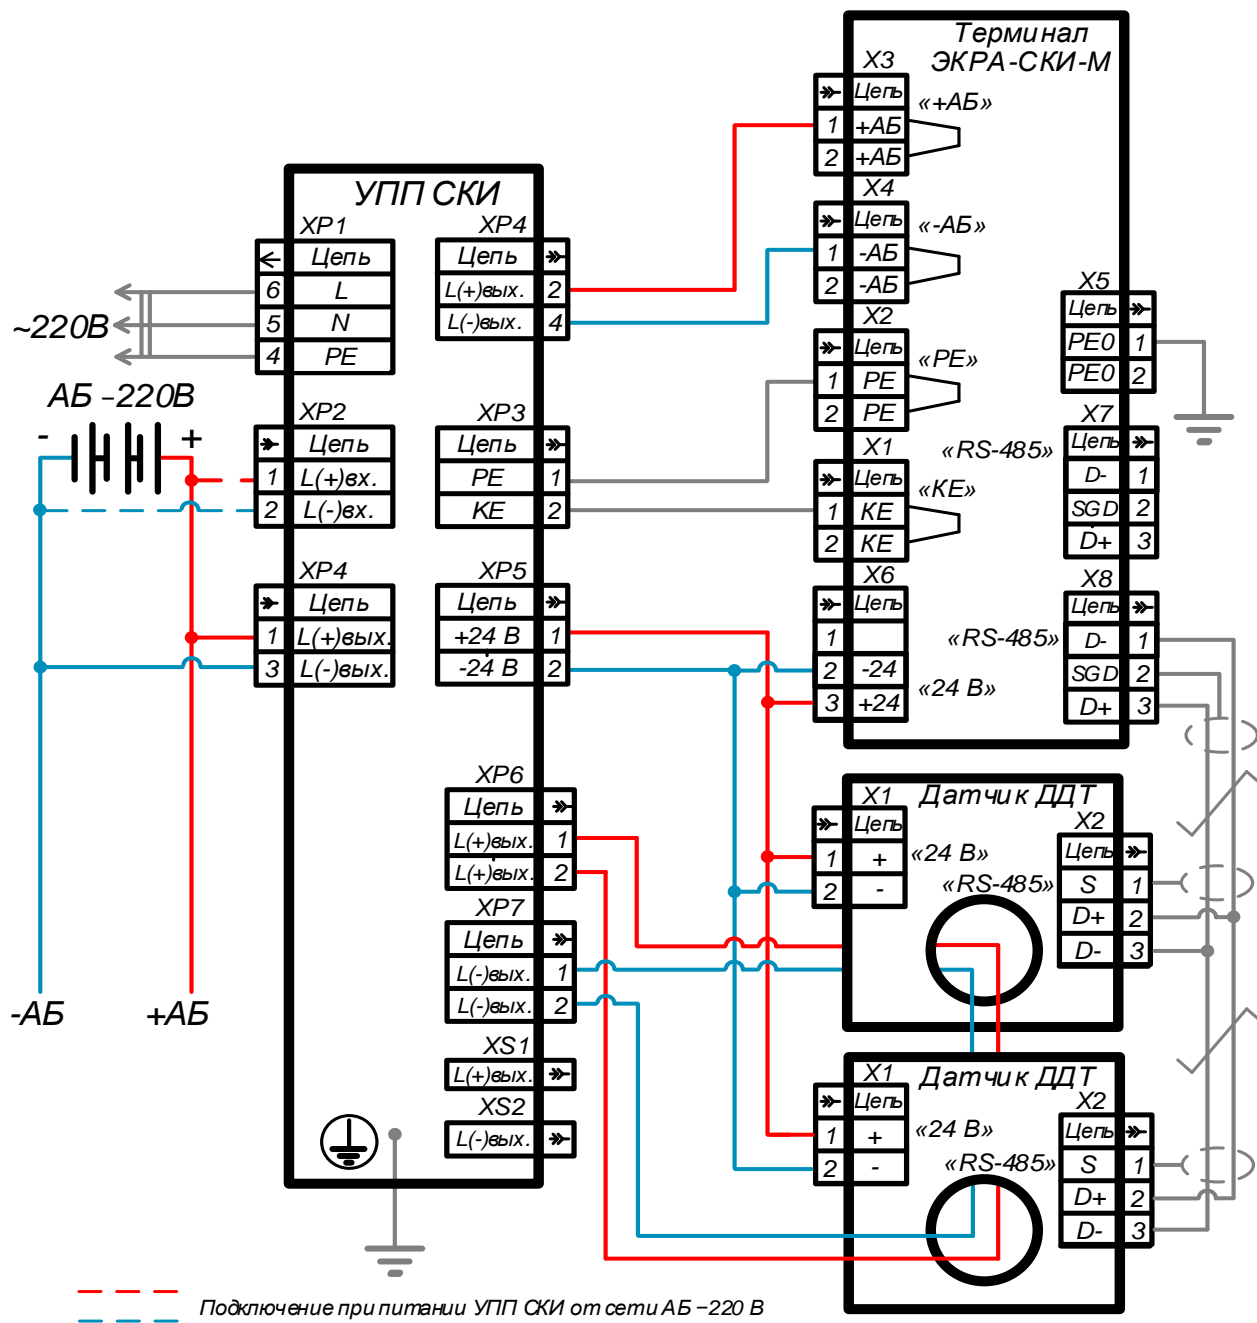 Терминал
ЭКРА-СКИ-М
X3
Цепь
1 +АБ
2 +АБ
«+АБ»
X4
Цепь
1 -АБ
2 -АБ
«-АБ»
X2
Цепь
1 PE
2 PE
«PE»
X1
Цепь
1 KE
2 KE
«KE»
X6
Цепь
1
2 -24
3 +24
«24 В»
X5
Цепь
PE0 1
PE0 2
X7
«RS-485»
Цепь
D- 1
SGD 2
D+ 3
X8
«RS-485»
Цепь
D- 1
SGD 2
D+ 3
УПП СКИ
XP1
Цепь
6 L
5 N
4 PE
~220В
АБ -220В
- +
XP2
Цепь
1 L(+)вх.
2 L(-)вх.
XP4
Цепь
1 L(+)вых.
3 L(-)вых.
-АБ
+АБ
XP4
Цепь
L(+)вых. 2
L(-)вых. 4
XP3
Цепь
PE 1
KE 2
XP5
Цепь
+24 В 1
-24 В 2
XP6
Цепь
L(+)вых. 1
L(+)вых. 2
XP7
Цепь
L(-)вых. 1
L(-)вых. 2
XS1
L(+)вых.
XS2
L(-)вых.
Датчик ДДТ
X1
Цепь
1 +
2 -
«24 В»
«RS-485»
X2
Цепь
S 1
D+ 2
D- 3
Датчик ДДТ
X1
Цепь
1 +
2 -
«24 В»
«RS-485»
X2
Цепь
S 1
D+ 2
D- 3
Подключение при питании УПП СКИ от сети АБ -220 В